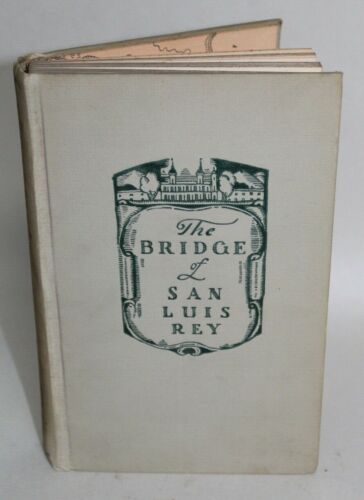 The
BRIDGE
of
SAN
LUIS
REY